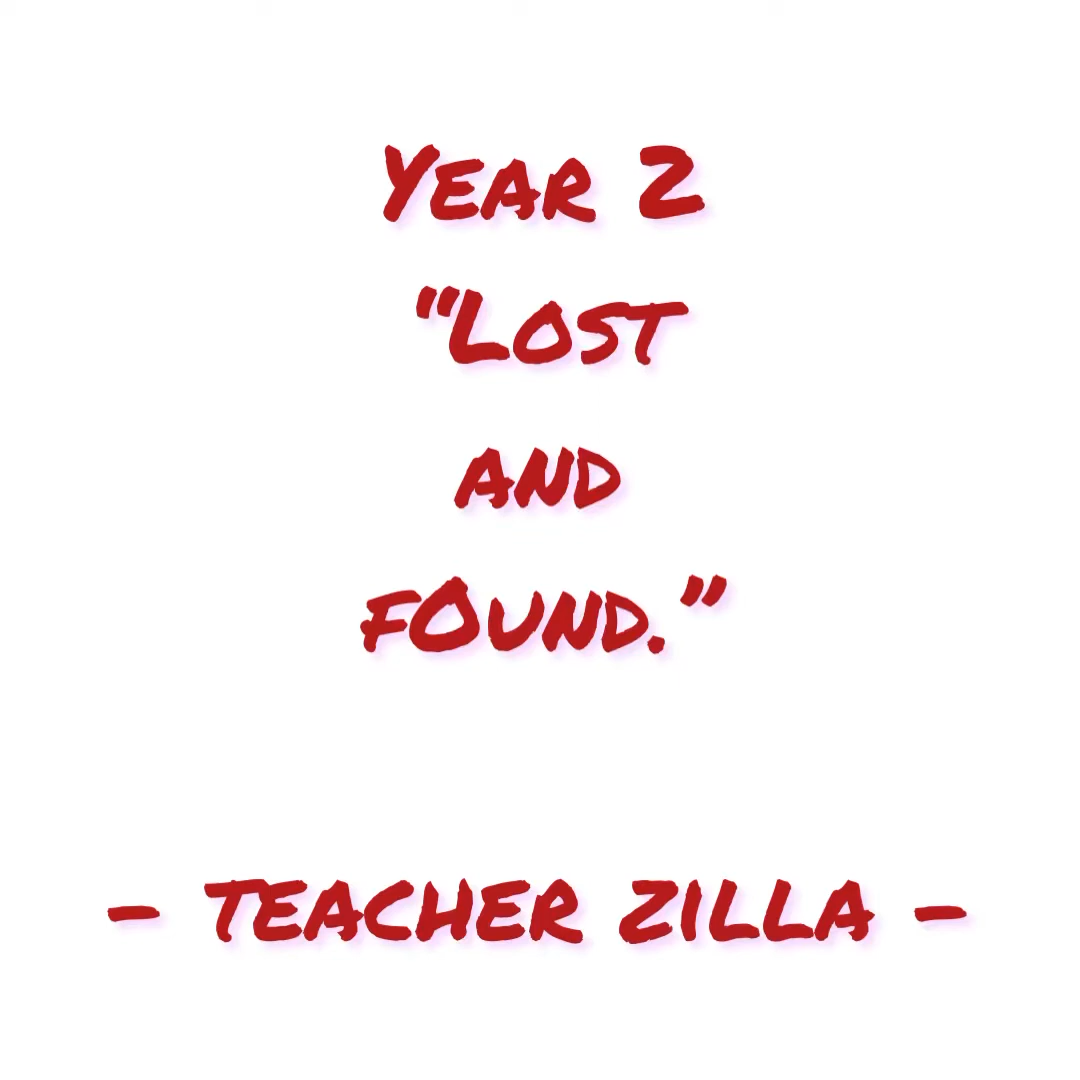 Year 2
“Lost
and
fOund.”
- teacher zilla -